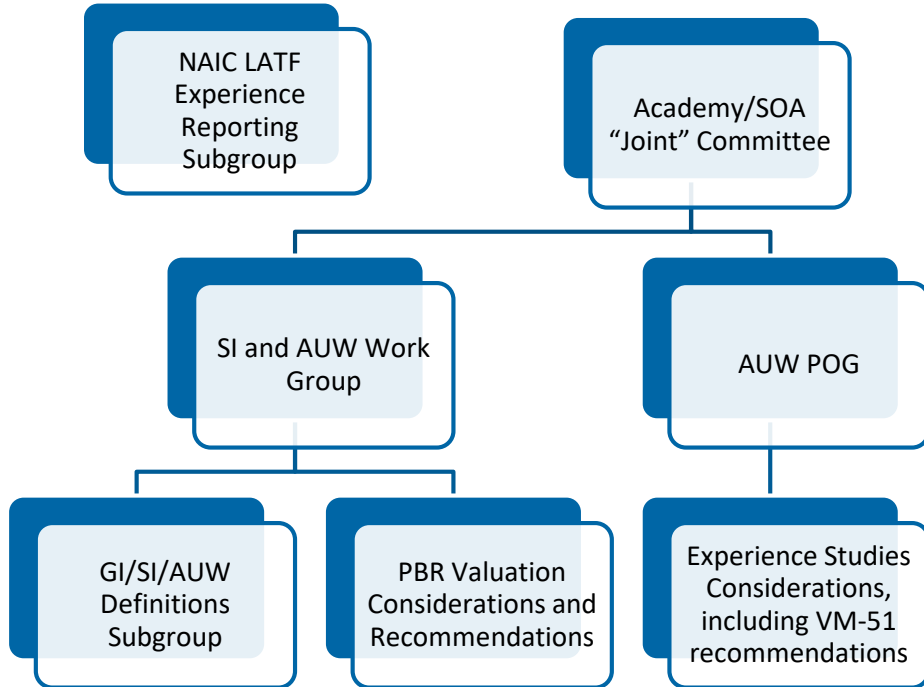 NAIC LATF
Experience
Reporting
Subgroup
Academy/SOA
“Joint” Committee
SI and AUW Work
Group
AUW POG
GI/SI/AUW
Definitions
Subgroup
PBR Valuation
Considerations and
Recommendations
Experience Studies
Considerations,
including VM-51
recommendations